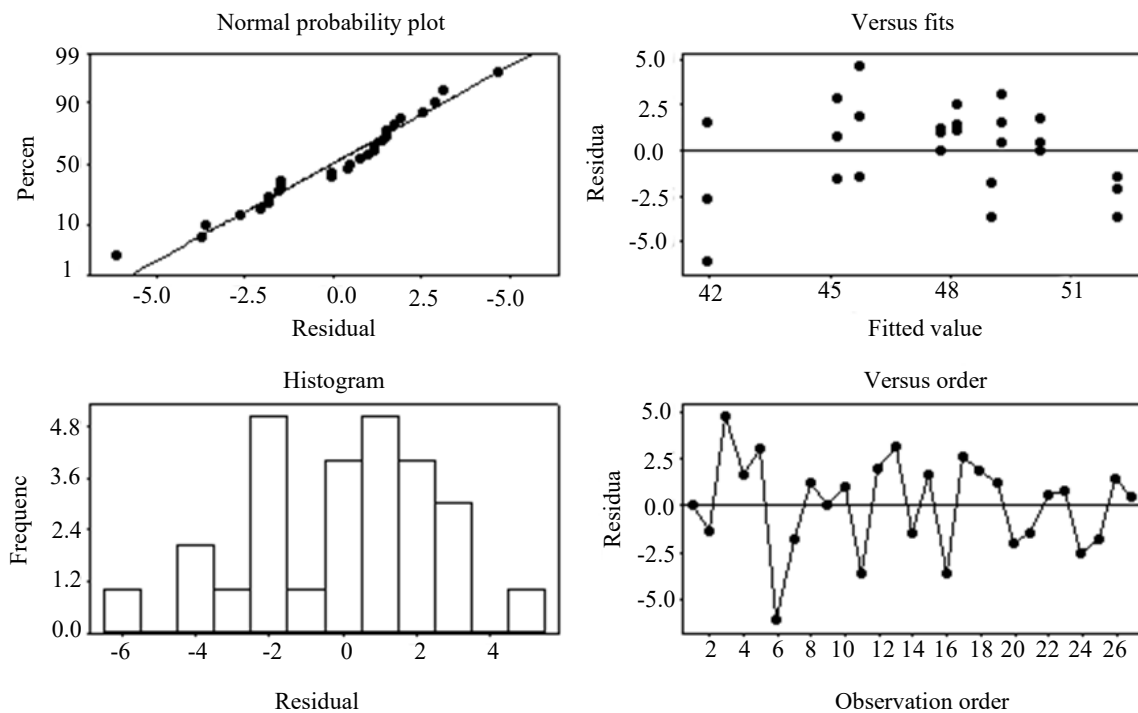 Normal probability plot
99
90
50
10
1
Percen
-5.0 -2.5 0.0 2.5 -5.0
Residual
Versus fits
5.0
2.5
0.0
-2.5
-5.0
Residua
42 45 48 51
Fitted value
Histogram
4.8
3.6
2.4
1.2
0.0
Frequenc
-6 -4 -2 0 2 4
Residual
Versus order
5.0
2.5
0.0
-2.5
-5.0
Residua
2 4 6 8 10 12 14 16 18 20 22 24 26
Observation order